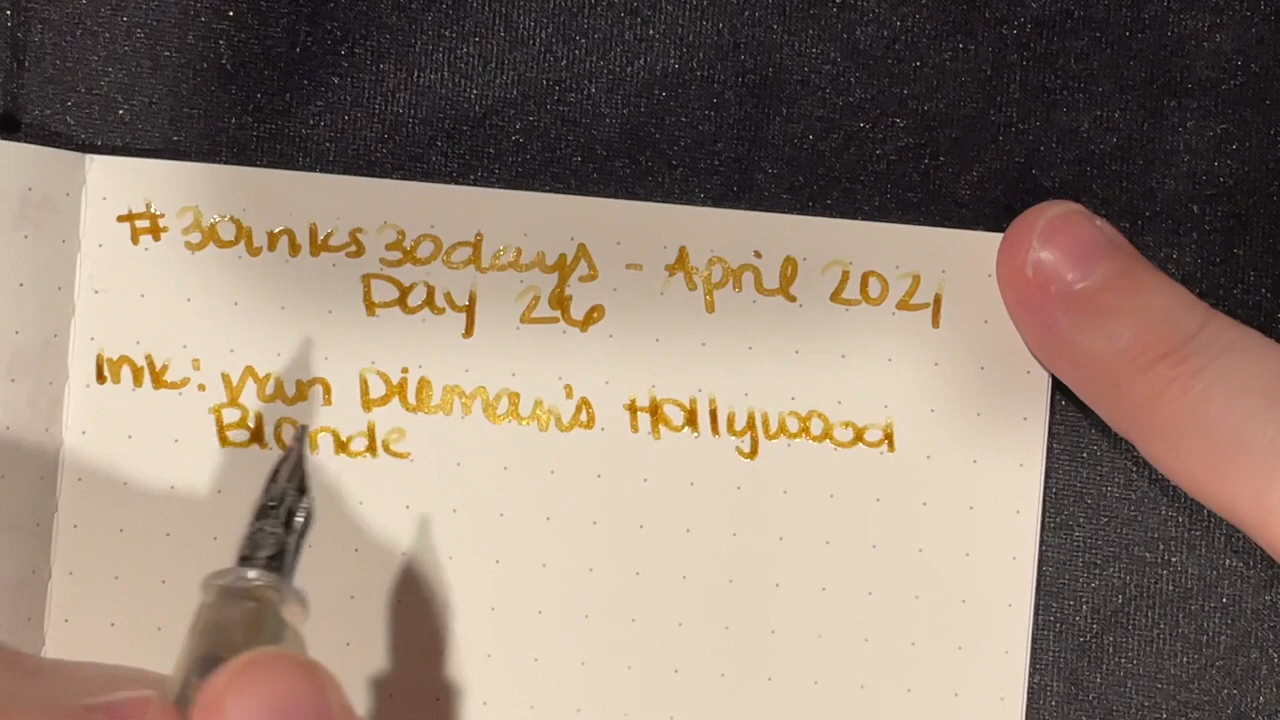 #30inks30days - April 2021
Day 26
Ink: Van Dieman's Hollywood
Blonde